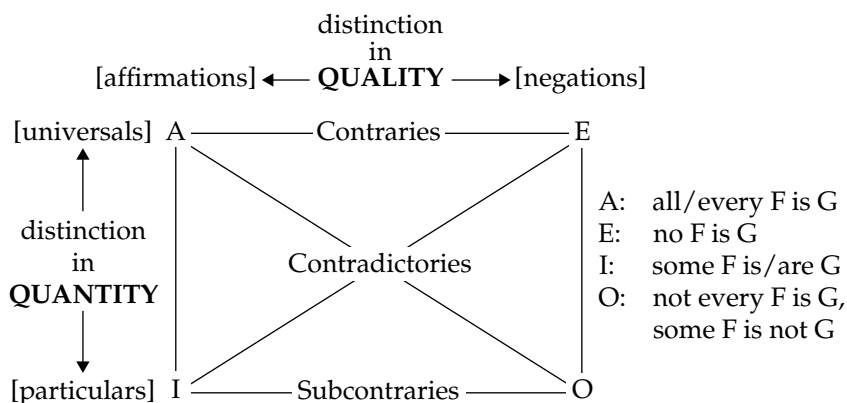 distinction
in
[affirmations] QUALITY [negations]
[universals] A Contraries E
distinction
in
QUANTITY
Contradictories
A: all/every F is G
E: no F is G
I: some F is/are G
O: not every F is G,
some F is not G
[particulars] I Subcontraries O